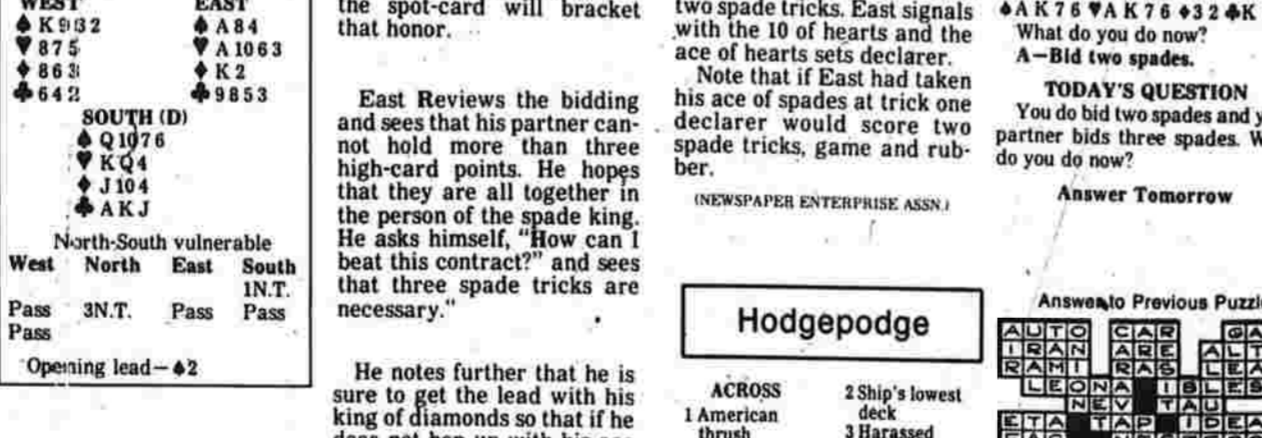 WEST EAST
♠ K 9 3 2 ♠ A 8 4
♥ 8 7 5 ♥ A 10 6 3
♦ 8 6 3 ♦ K 2
♣ 6 4 2 ♣ 9 8 5 3
SOUTH (D)
♠ Q 10 7 6
♥ K Q 4
♦ J 10 4
♣ A K J
North-South vulnerable
West North East South
1N.T.
Pass 3N.T. Pass Pass
Pass
Opening lead—♠2
the spot-card will bracket
that honor.
East Reviews the bidding
and sees that his partner can-
not hold more than three
high-card points. He hopes
that they are all together in
the person of the spade king.
He asks himself, "How can I
beat this contract?" and sees
that three spade tricks are
necessary."
He notes further that he is
sure to get the lead with his
king of diamonds so that if he
does not hop up with his
two spade tricks. East signals
with the 10 of hearts and the
ace of hearts sets declarer.
Note that if East had taken
his ace of spades at trick one
declarer would score two
spade tricks, game and rub-
ber.
(NEWSPAPER ENTERPRISE ASSN.)
Hodgepodge
ACROSS
1 American
thrush
2 Ship's lowest
deck
3 Harassed
♠A K 7 6 ♥A K 7 6 ♦3 2 ♣K
What do you do now?
A—Bid two spades.
TODAY'S QUESTION
You do bid two spades and
partner bids three spades.
do you do now?
Answer Tomorrow
Answer to Previous Puzzle
AUTO CAR GA
IRAN ARE ALT
RAMI RAS LEA
LEONA ISLES
NEV TAU
ETA TAP IDEA